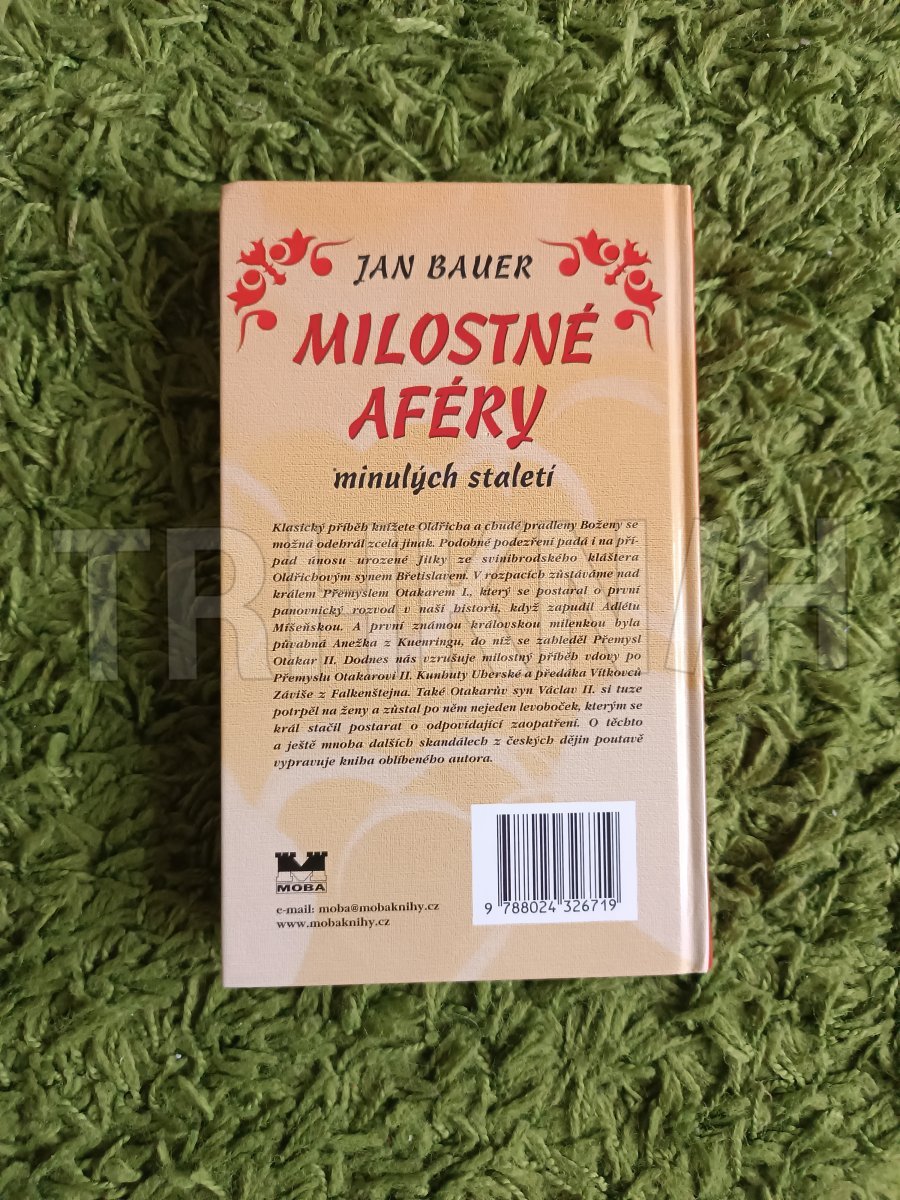 JAN BAUER
MILOSTNÉ
AFÉRY
minulých staletí
Klasický příběh knížete Oldřicha a chudé pradleny Boženy se
možná odehrál zcela jinak. Podobné podezření padá i na pří-
pad únosu urozené Jitky ze svinibrodského kláštera
Oldřichovým synem Břetislavem. V rozpacích zůstáváme nad
králem Přemyslem Otakarem I., který se postaral o první
panovnický rozvod v naší historii, když zapudil Adlétu
Míšeňskou. A první známou královskou milenkou byla
půvabná Anežka z Kuenringu, do níž se zahleděl Přemysl
Otakar II. Dodnes nás vzrušuje milostný příběh vdovy po
Přemyslu Otakarovi II. Kunhuty Uherské a předáka Vítkovců
Záviše z Falkenštejna. Také Otakarův syn Václav II. si tuze
potrpěl na ženy a zůstal po něm nejeden levoboček, kterým se
král stačil postarat o odpovídající zaopatření. O těchto
a ještě mnoha dalších skandálech z českých dějin poutavě
vypravuje kniha oblíbeného autora.
MOBA
e-mail: moba@mobaknihy.cz
www.mobaknihy.cz
9 788024 326719